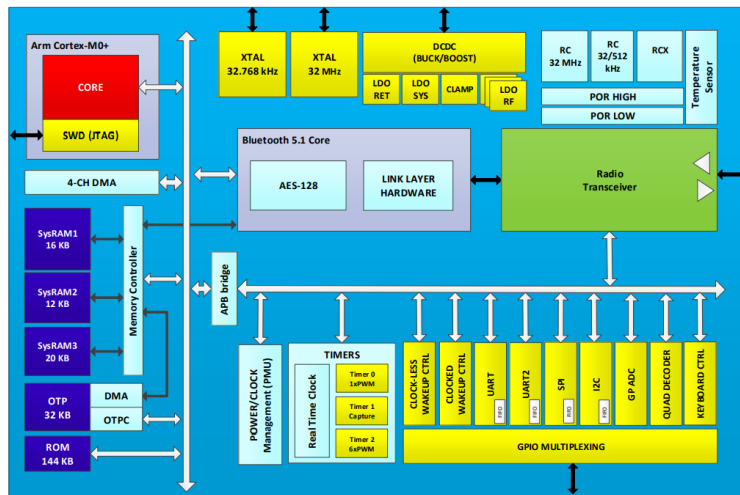 Arm Cortex-M0+
CORE
SWD (JTAG)
4-CH DMA
SysRAM1
16 KB
SysRAM2
12 KB
SysRAM3
20 KB
Memory Controller
OTP
32 KB
DMA
OTPC
ROM
144 KB
XTAL
32.768 kHz
XTAL
32 MHz
DCDC
(BUCK/BOOST)
LDO
RET
LDO
SYS
CLAMP
LDO
RF
RC
32 MHz
RC
32/512
kHz
RCX
POR HIGH
POR LOW
Temperature
Sensor
Bluetooth 5.1 Core
AES-128
LINK LAYER
HARDWARE
Radio
Transceiver
APB bridge
POWER/CLOCK
Management (PMU)
TIMERS
Real Time Clock
Timer 0
1xPWM
Timer 1
Capture
Timer 2
6xPWM
CLOCK-LESS
WAKEUP CTRL
CLOCKED
WAKEUP CTRL
UART
FIFO
UART2
FIFO
SPI
FIFO
I2C
FIFO
GP ADC
QUAD DECODER
KEYBOARD CTRL
GPIO MULTIPLEXING